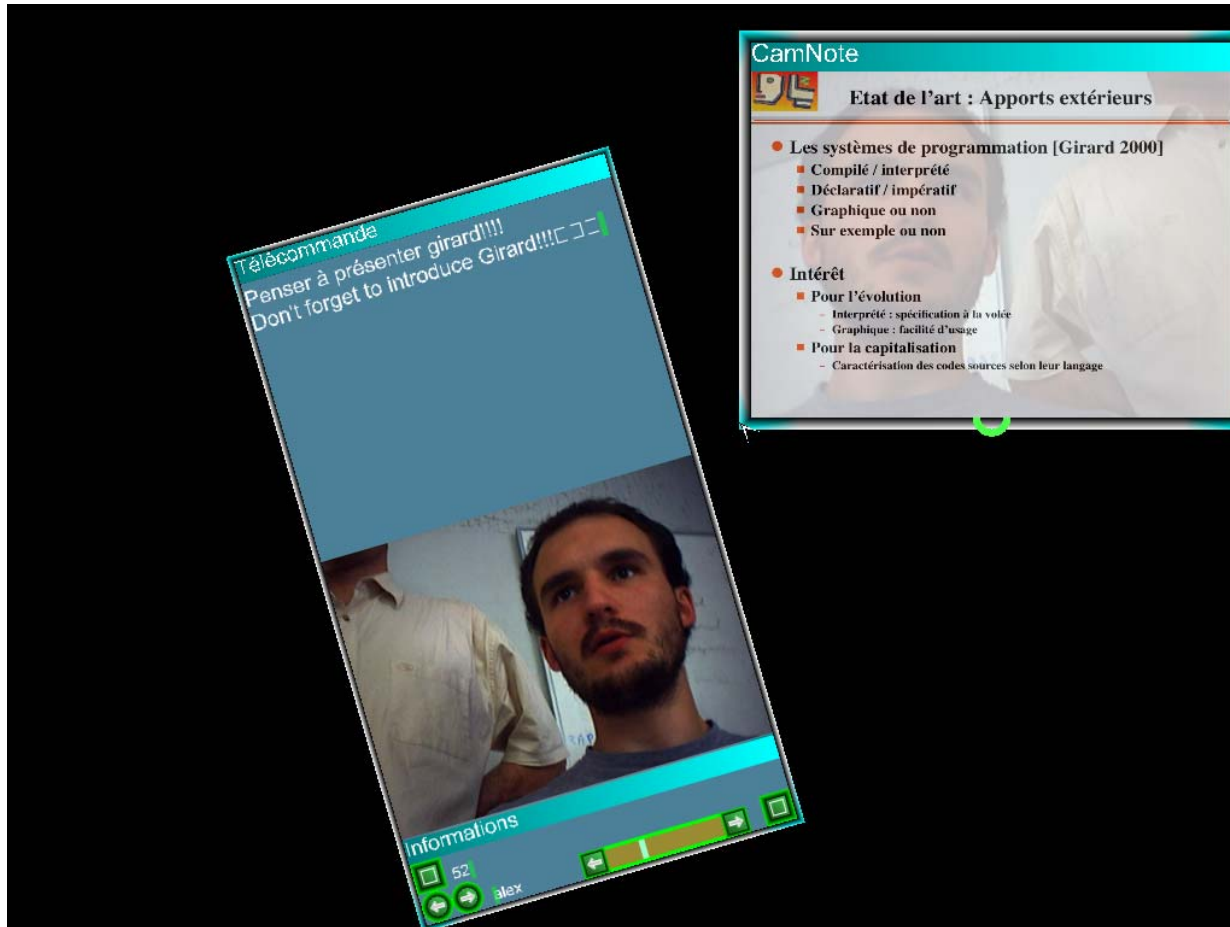 Télécommande
Penser à présenter girard!!!!
Don't forget to introduce Girard!!!
Informations
52
alex
CamNote
Etat de l'art : Apports extérieurs
Les systèmes de programmation [Girard 2000]
Compilé / interprété
Déclaratif / impératif
Graphique ou non
Sur exemple ou non
Intérêt
Pour l'évolution
– Interprété : spécification à la volée
– Graphique : facilité d'usage
Pour la capitalisation
– Caractérisation des codes sources selon leur langage